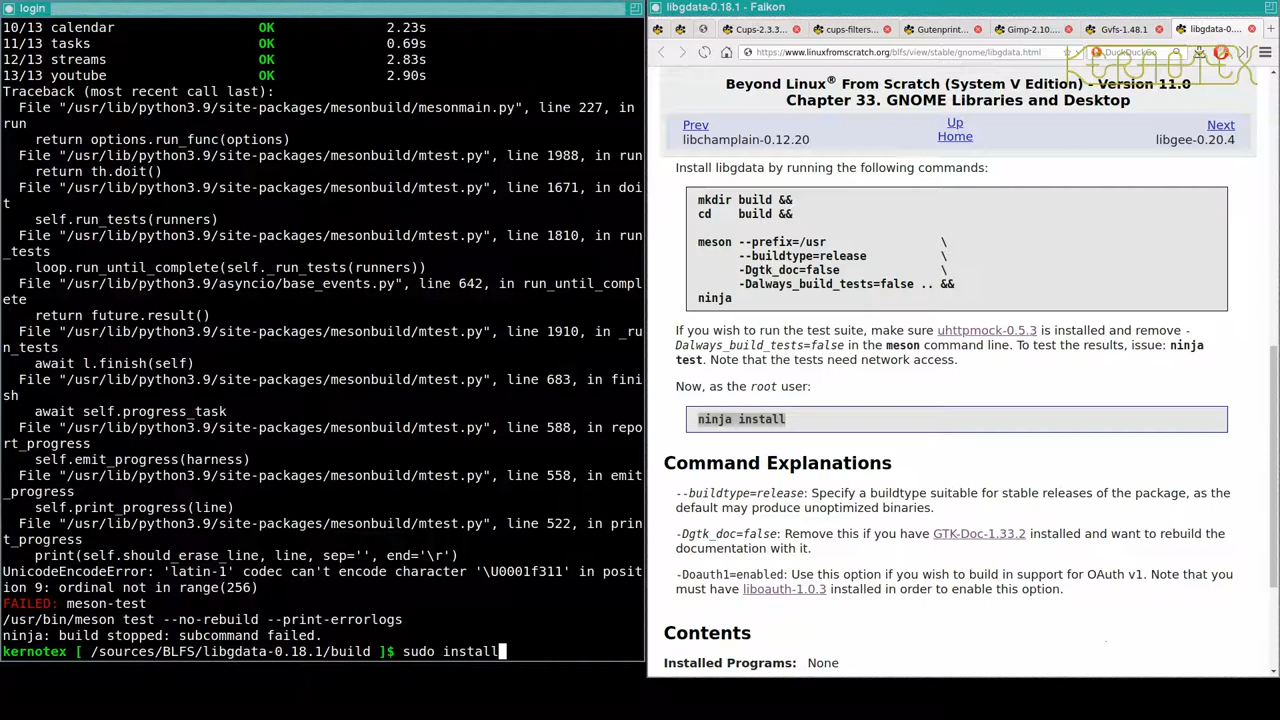 login
10/13 calendar OK 2.23s
11/13 tasks OK 0.69s
12/13 streams OK 2.83s
13/13 youtube OK 2.90s
Traceback (most recent call last):
File "/usr/lib/python3.9/site-packages/mesonbuild/mesonmain.py", line 227, in
run
return options.run_func(options)
File "/usr/lib/python3.9/site-packages/mesonbuild/mtest.py", line 1988, in run
return th.doit()
File "/usr/lib/python3.9/site-packages/mesonbuild/mtest.py", line 1671, in doi
t
self.run_tests(runners)
File "/usr/lib/python3.9/site-packages/mesonbuild/mtest.py", line 1810, in run
_tests
loop.run_until_complete(self._run_tests(runners))
File "/usr/lib/python3.9/asyncio/base_events.py", line 642, in run_until_compl
ete
return future.result()
File "/usr/lib/python3.9/site-packages/mesonbuild/mtest.py", line 1910, in _ru
n_tests
await l.finish(self)
File "/usr/lib/python3.9/site-packages/mesonbuild/mtest.py", line 683, in fini
sh
await self.progress_task
File "/usr/lib/python3.9/site-packages/mesonbuild/mtest.py", line 588, in repo
rt_progress
self.emit_progress(harness)
File "/usr/lib/python3.9/site-packages/mesonbuild/mtest.py", line 558, in emit
_progress
self.print_progress(line)
File "/usr/lib/python3.9/site-packages/mesonbuild/mtest.py", line 522, in prin
t_progress
print(self.should_erase_line, line, sep='', end='\r')
UnicodeEncodeError: 'latin-1' codec can't encode character '\U0001f311' in posit
ion 9: ordinal not in range(256)
FAILED: meson-test
/usr/bin/meson test --no-rebuild --print-errorlogs
ninja: build stopped: subcommand failed.
kernotex [ /sources/BLFS/libgdata-0.18.1/build ]$ sudo install
libgdata-0.18.1 - Falkon
Cups-2.3.3... cups-filters... Gutenprint... Gimp-2.10.... Gvfs-1.48.1 libgdata-0....
https://www.linuxfromscratch.org/blfs/view/stable/gnome/libgdata.html DuckDuckGo
KERNOTEX
Beyond Linux® From Scratch (System V Edition) - Version 11.0
Chapter 33. GNOME Libraries and Desktop
Prev Up Next
libchamplain-0.12.20 Home libgee-0.20.4
Install libgdata by running the following commands:
mkdir build &&
cd build &&
meson --prefix=/usr \
--buildtype=release \
-Dgtk_doc=false \
-Dalways_build_tests=false .. &&
ninja
If you wish to run the test suite, make sure uhttpmock-0.5.3 is installed and remove -
Dalways_build_tests=false in the meson command line. To test the results, issue: ninja
test. Note that the tests need network access.
Now, as the root user:
ninja install
Command Explanations
--buildtype=release: Specify a buildtype suitable for stable releases of the package, as the
default may produce unoptimized binaries.
-Dgtk_doc=false: Remove this if you have GTK-Doc-1.33.2 installed and want to rebuild the
documentation with it.
-Doauth1=enabled: Use this option if you wish to build in support for OAuth v1. Note that you
must have liboauth-1.0.3 installed in order to enable this option.
Contents
Installed Programs: None